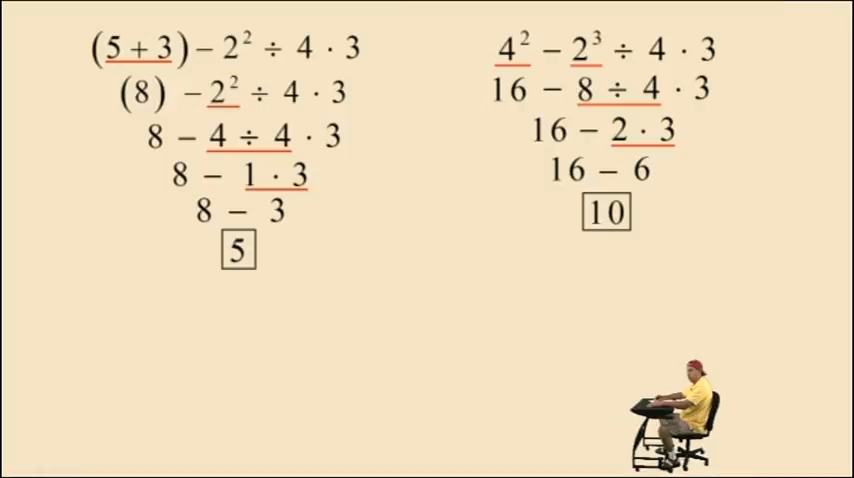 (5 + 3) − 2² ÷ 4 · 3
(8) − 2² ÷ 4 · 3
8 − 4 ÷ 4 · 3
8 − 1 · 3
8 − 3
5
4² − 2³ ÷ 4 · 3
16 − 8 ÷ 4 · 3
16 − 2 · 3
16 − 6
10